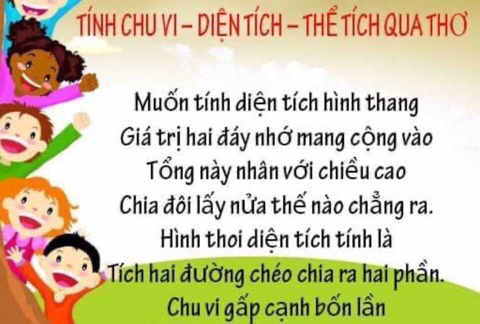 TÍNH CHU VI – DIỆN TÍCH – THỂ TÍCH QUA THƠ
Muốn tính diện tích hình thang
Giá trị hai đáy nhớ mang cộng vào
Tổng này nhân với chiều cao
Chia đôi lấy nửa thế nào chẳng ra.
Hình thoi diện tích tính là
Tích hai đường chéo chia ra hai phần.
Chu vi gấp cạnh bốn lần